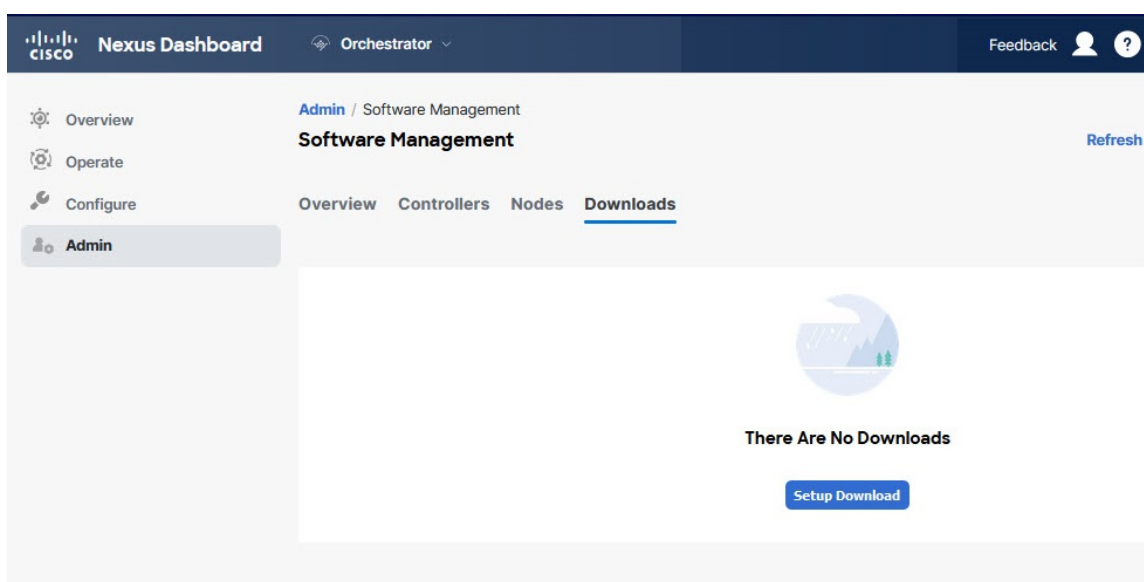 CISCO Nexus Dashboard Orchestrator Feedback ?
Overview
Operate
Configure
Admin
Admin / Software Management
Software Management Refresh
Overview Controllers Nodes Downloads
There Are No Downloads
Setup Download